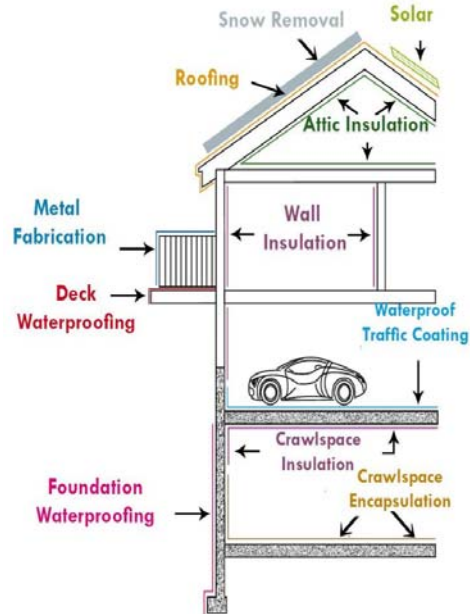 Snow Removal
Solar
Roofing
Attic Insulation
Metal
Fabrication
Wall
Insulation
Deck
Waterproofing
Waterproof
Traffic Coating
Crawlspace
Insulation
Crawlspace
Encapsulation
Foundation
Waterproofing